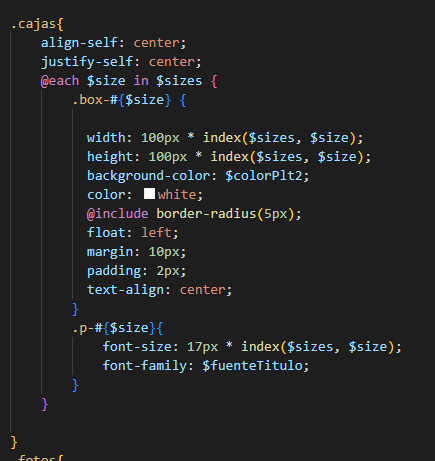 .cajas{
    align-self: center;
    justify-self: center;
    @each $size in $sizes {
        .box-#{$size} {
            width: 100px * index($sizes, $size);
            height: 100px * index($sizes, $size);
            background-color: $colorPlt2;
            color: white;
            @include border-radius(5px);
            float: left;
            margin: 10px;
            padding: 2px;
            text-align: center;
        }
        .p-#{$size}{
            font-size: 17px * index($sizes, $size);
            font-family: $fuenteTitulo;
        }
    }
}